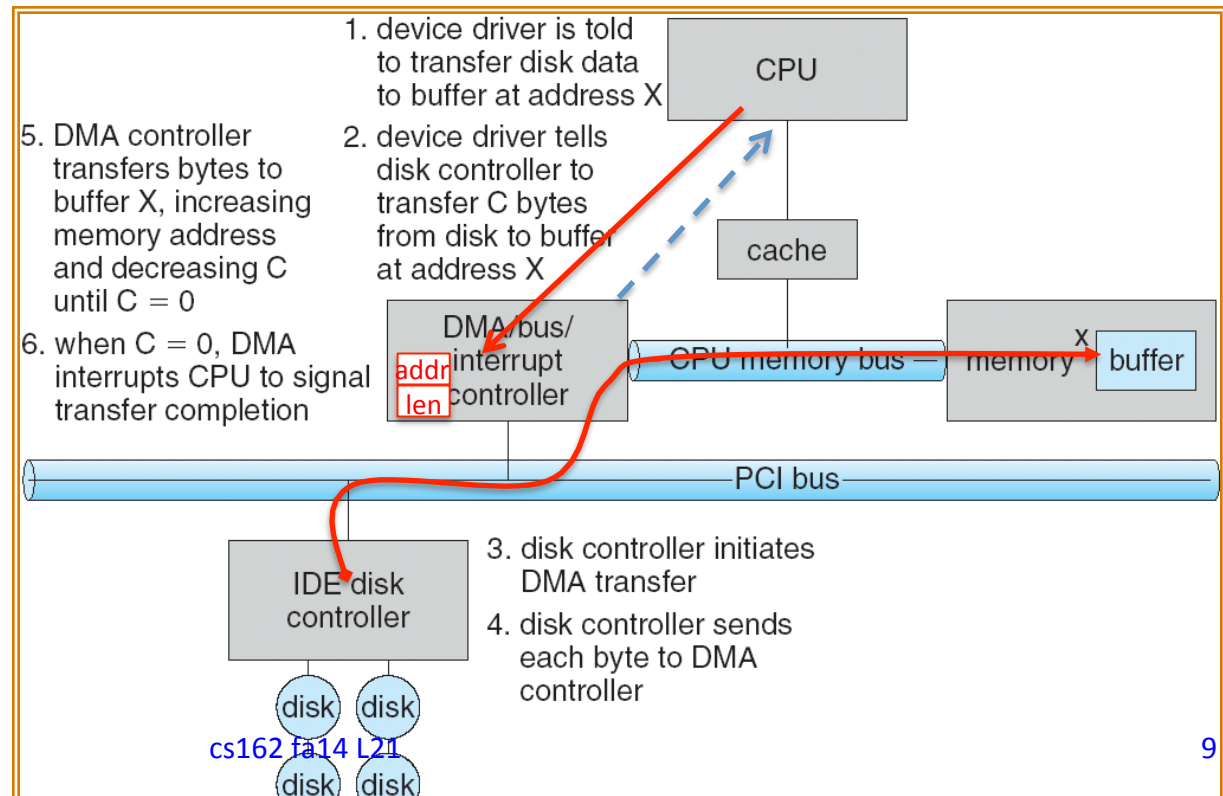 1. device driver is told
to transfer disk data
to buffer at address X
2. device driver tells
disk controller to
transfer C bytes
from disk to buffer
at address X
5. DMA controller
transfers bytes to
buffer X, increasing
memory address
and decreasing C
until C = 0
6. when C = 0, DMA
interrupts CPU to signal
transfer completion
CPU
cache
DMA/bus/
interrupt
controller
addr
len
CPU memory bus
memory
x
buffer
PCI bus
IDE disk
controller
3. disk controller initiates
DMA transfer
4. disk controller sends
each byte to DMA
controller
disk
disk
cs162 fa14 L21
9
disk
disk